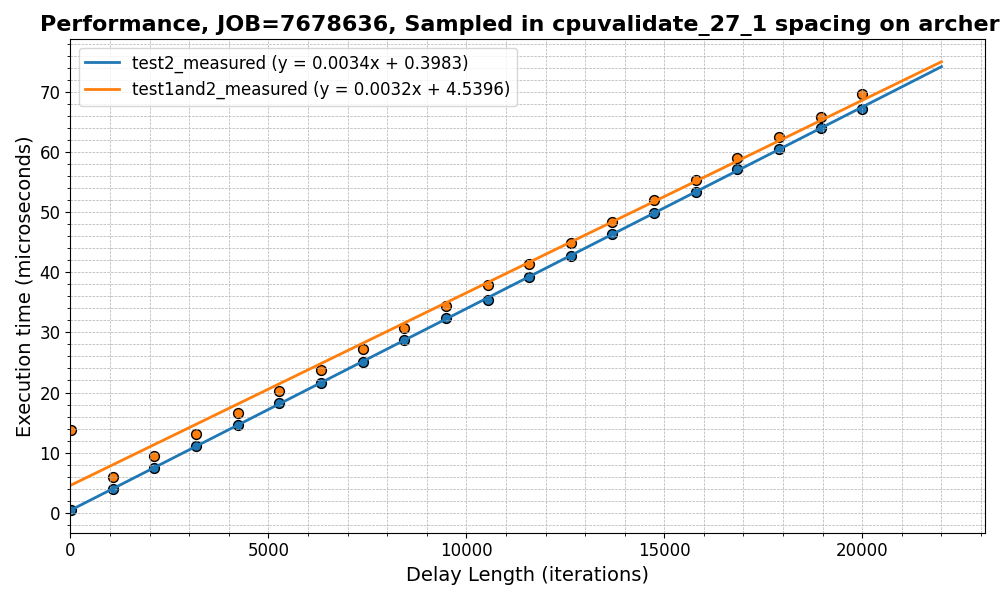 Performance, JOB=7678636, Sampled in cpuvalidate_27_1 spacing on archer
test2_measured (y = 0.0034x + 0.3983)
test1and2_measured (y = 0.0032x + 4.5396)
Execution time (microseconds)
70
60
50
40
30
20
10
0
0 5000 10000 15000 20000
Delay Length (iterations)